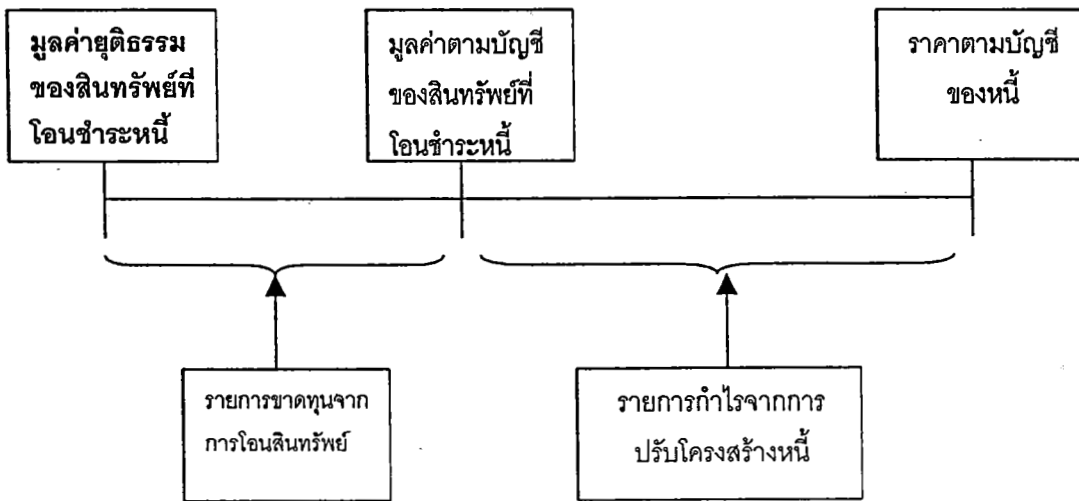 มูลค่ายุติธรรม
ของสินทรัพย์ที่
โอนชำระหนี้
มูลค่าตามบัญชี
ของสินทรัพย์ที่
โอนชำระหนี้
ราคาตามบัญชี
ของหนี้
รายการขาดทุนจาก
การโอนสินทรัพย์
รายการกำไรจากการ
ปรับโครงสร้างหนี้